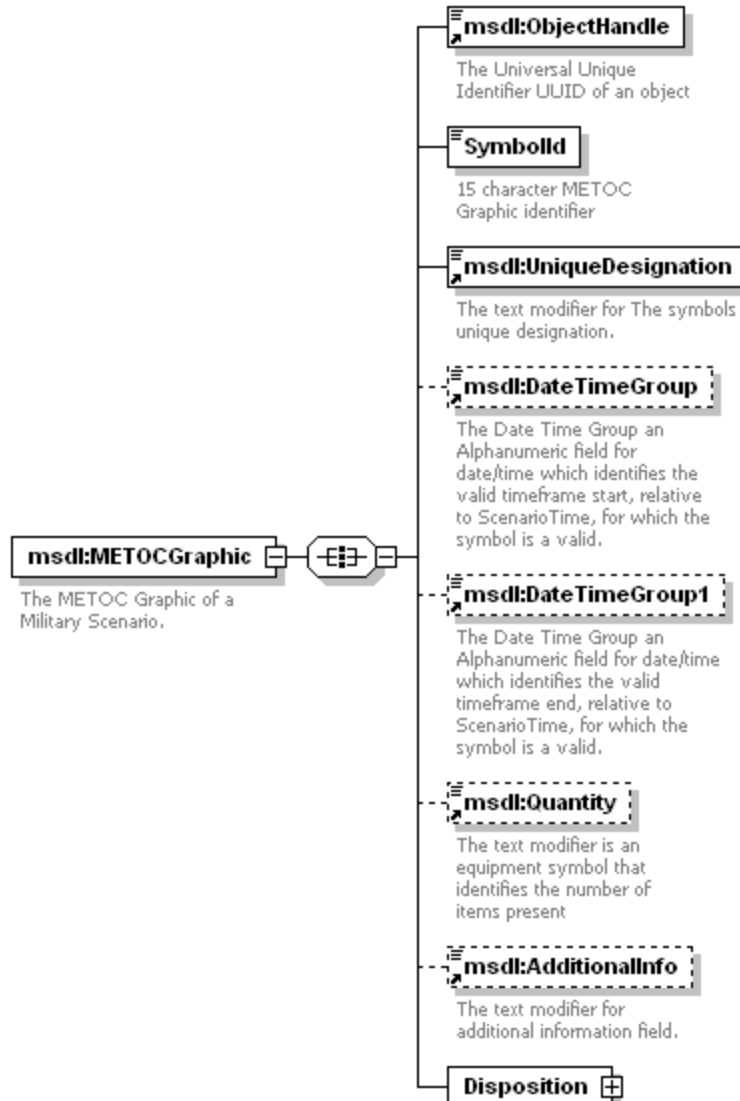 msdl:ObjectHandle
The Universal Unique
Identifier UUID of an object
SymbolId
15 character METOC
Graphic identifier
msdl:UniqueDesignation
The text modifier for The symbols
unique designation.
msdl:DateTimeGroup
The Date Time Group an
Alphanumeric field for
date/time which identifies the
valid timeframe start, relative
to ScenarioTime, for which the
symbol is a valid.
msdl:METOCGraphic
The METOC Graphic of a
Military Scenario.
msdl:DateTimeGroup1
The Date Time Group an
Alphanumeric field for date/time
which identifies the valid
timeframe end, relative to
ScenarioTime, for which the
symbol is a valid.
msdl:Quantity
The text modifier is an
equipment symbol that
identifies the number of
items present
msdl:AdditionalInfo
The text modifier for
additional information field.
Disposition